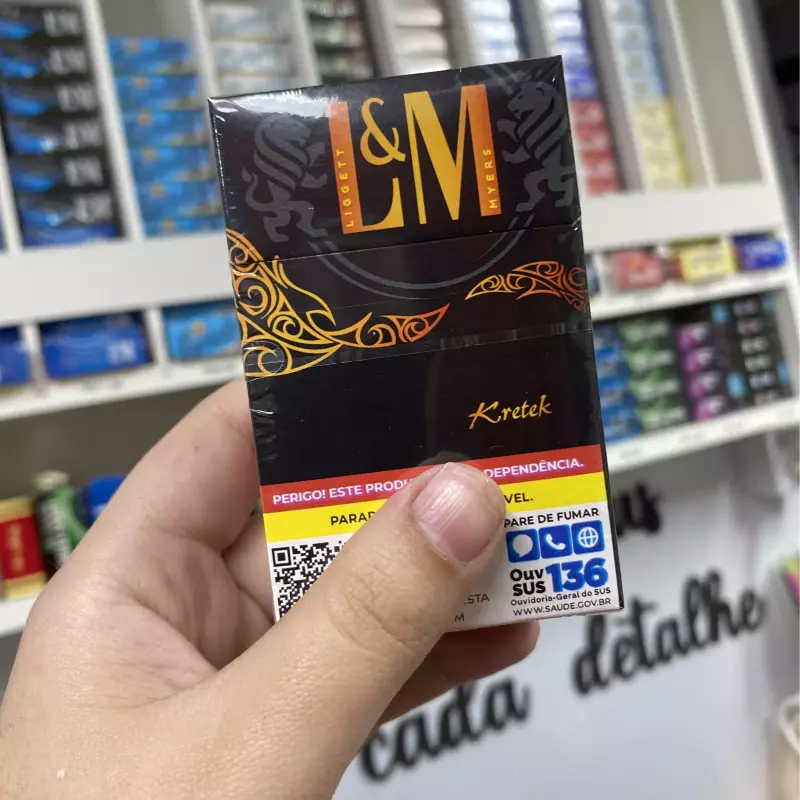 L&M
LIGGETT
MYERS
Kretek
PERIGO! ESTE PRODU DEPENDÊNCIA.
PARAR VEL.
PARE DE FUMAR
Ouv
SUS 136
Ouvidoria-Geral do SUS
WWW.SAUDE.GOV.BR
cada detalhe